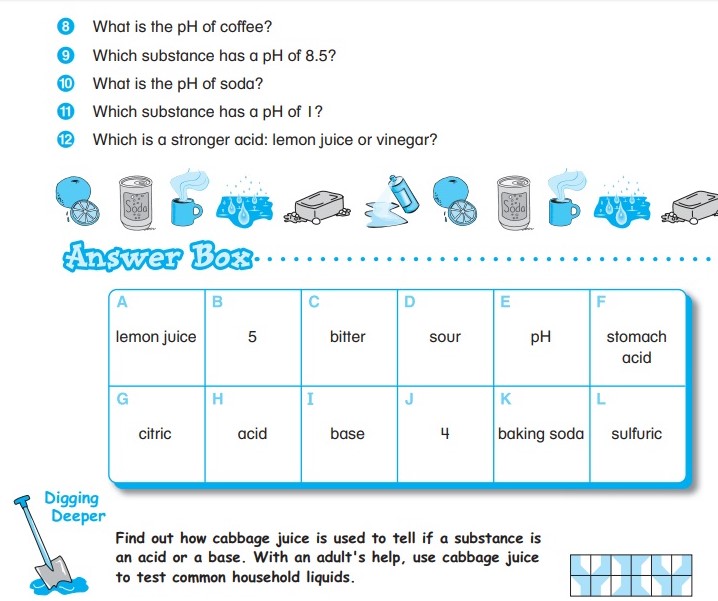 8 What is the pH of coffee?
9 Which substance has a pH of 8.5?
10 What is the pH of soda?
11 Which substance has a pH of 1?
12 Which is a stronger acid: lemon juice or vinegar?
Soda Soda
Answer Box
A B C D E F
lemon juice 5 bitter sour pH stomach
acid
G H I J K L
citric acid base 4 baking soda sulfuric
Digging
Deeper
Find out how cabbage juice is used to tell if a substance is
an acid or a base. With an adult's help, use cabbage juice
to test common household liquids.